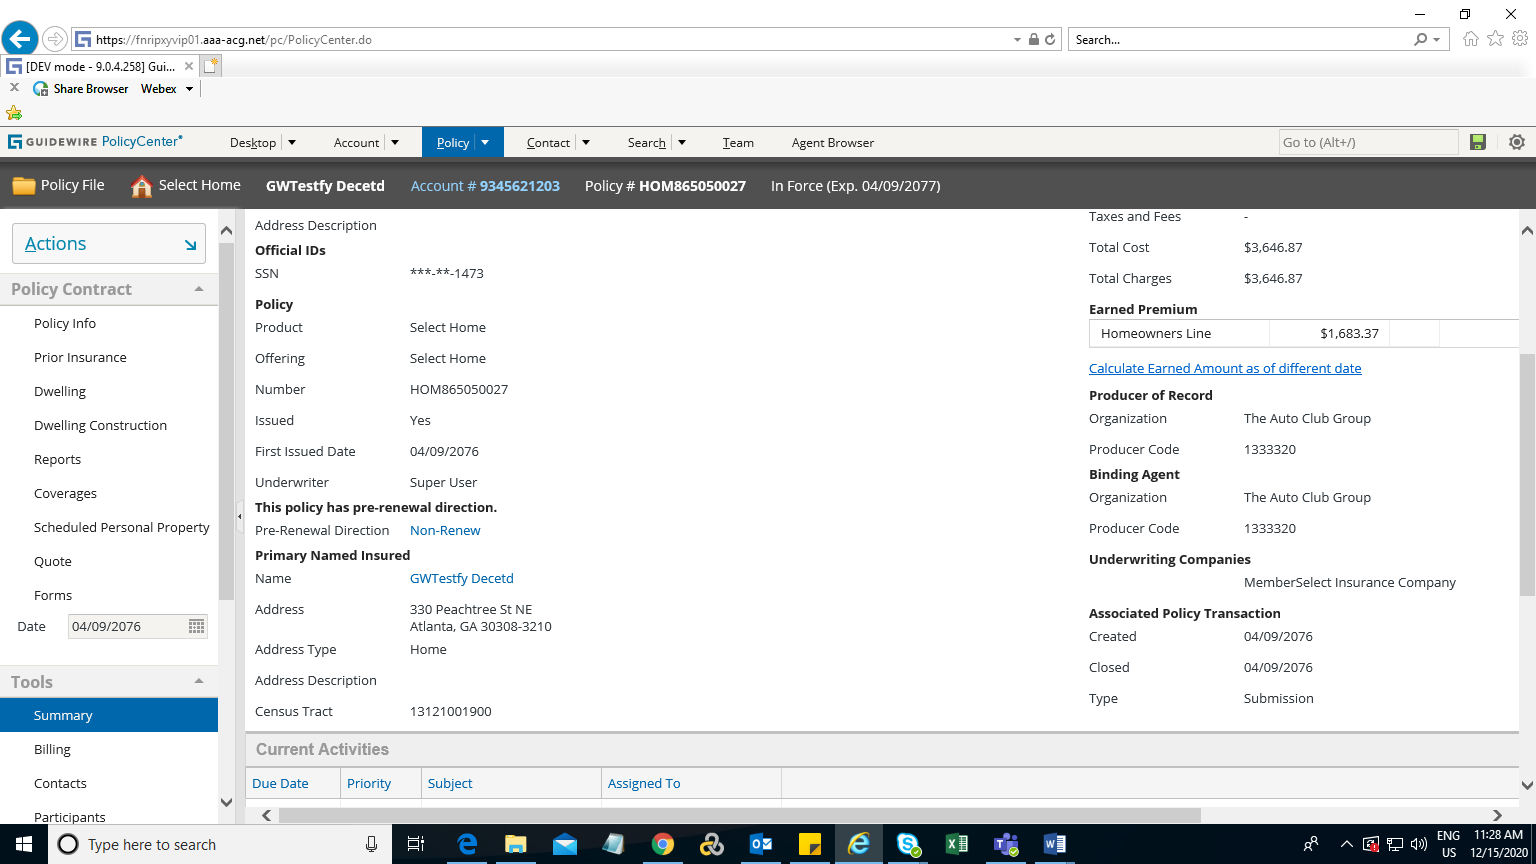 https://fnripxyvip01.aaa-acg.net/pc/PolicyCenter.do
Search...
[DEV mode - 9.0.4.258] Gui...
x Share Browser Webex
GUIDEWIRE PolicyCenter®
Desktop
Account
Policy
Contact
Search
Team
Agent Browser
Go to (Alt+/)
Policy File
Select Home
GWTestfy Decetd
Account # 9345621203
Policy # HOM865050027
In Force (Exp. 04/09/2077)
Actions
Policy Contract
Policy Info
Prior Insurance
Dwelling
Dwelling Construction
Reports
Coverages
Scheduled Personal Property
Quote
Forms
Date 04/09/2076
Tools
Summary
Billing
Contacts
Participants
Address Description
Official IDs
SSN ***-**-1473
Policy
Product Select Home
Offering Select Home
Number HOM865050027
Issued Yes
First Issued Date 04/09/2076
Underwriter Super User
This policy has pre-renewal direction.
Pre-Renewal Direction Non-Renew
Primary Named Insured
Name GWTestfy Decetd
Address 330 Peachtree St NE
Atlanta, GA 30308-3210
Address Type Home
Address Description
Census Tract 13121001900
Taxes and Fees -
Total Cost $3,646.87
Total Charges $3,646.87
Earned Premium
Homeowners Line $1,683.37
Calculate Earned Amount as of different date
Producer of Record
Organization The Auto Club Group
Producer Code 1333320
Binding Agent
Organization The Auto Club Group
Producer Code 1333320
Underwriting Companies
MemberSelect Insurance Company
Associated Policy Transaction
Created 04/09/2076
Closed 04/09/2076
Type Submission
Current Activities
Due Date Priority Subject Assigned To
Type here to search
ENG
US
11:28 AM
12/15/2020